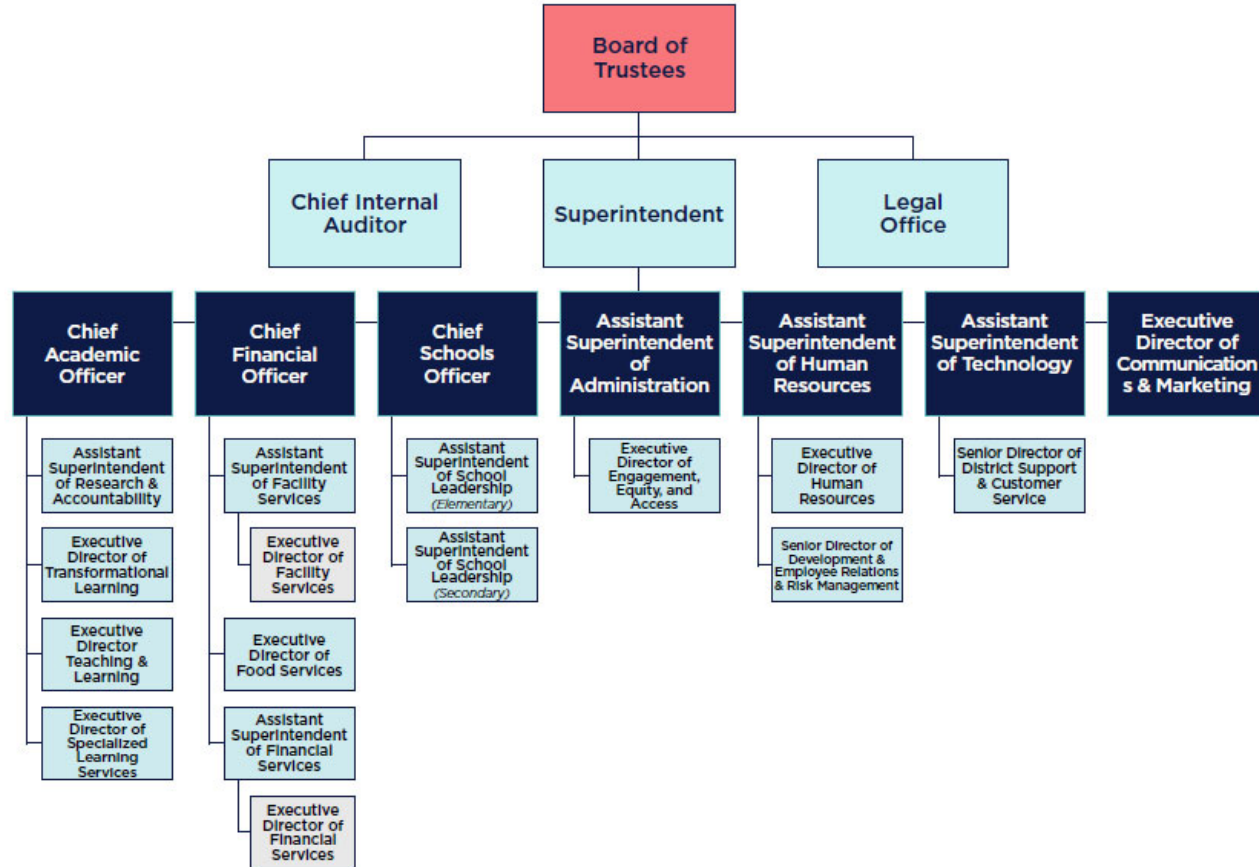 Board of
Trustees
Chief Internal
Auditor
Superintendent
Legal
Office
Chief
Academic
Officer
Chief
Financial
Officer
Chief
Schools
Officer
Assistant
Superintendent
of
Administration
Assistant
Superintendent
of Human
Resources
Assistant
Superintendent
of Technology
Executive
Director of
Communication
s & Marketing
Assistant
Superintendent
of Research &
Accountability
Executive
Director of
Transformational
Learning
Executive
Director
Teaching &
Learning
Executive
Director of
Specialized
Learning
Services
Assistant
Superintendent
of Facility
Services
Executive
Director of
Facility
Services
Executive
Director of
Food Services
Assistant
Superintendent
of Financial
Services
Executive
Director of
Financial
Services
Assistant
Superintendent
of School
Leadership
(Elementary)
Assistant
Superintendent
of School
Leadership
(Secondary)
Executive
Director of
Engagement,
Equity, and
Access
Executive
Director of
Human
Resources
Senior Director of
Development &
Employee Relations
& Risk Management
Senior Director of
District Support
& Customer
Service